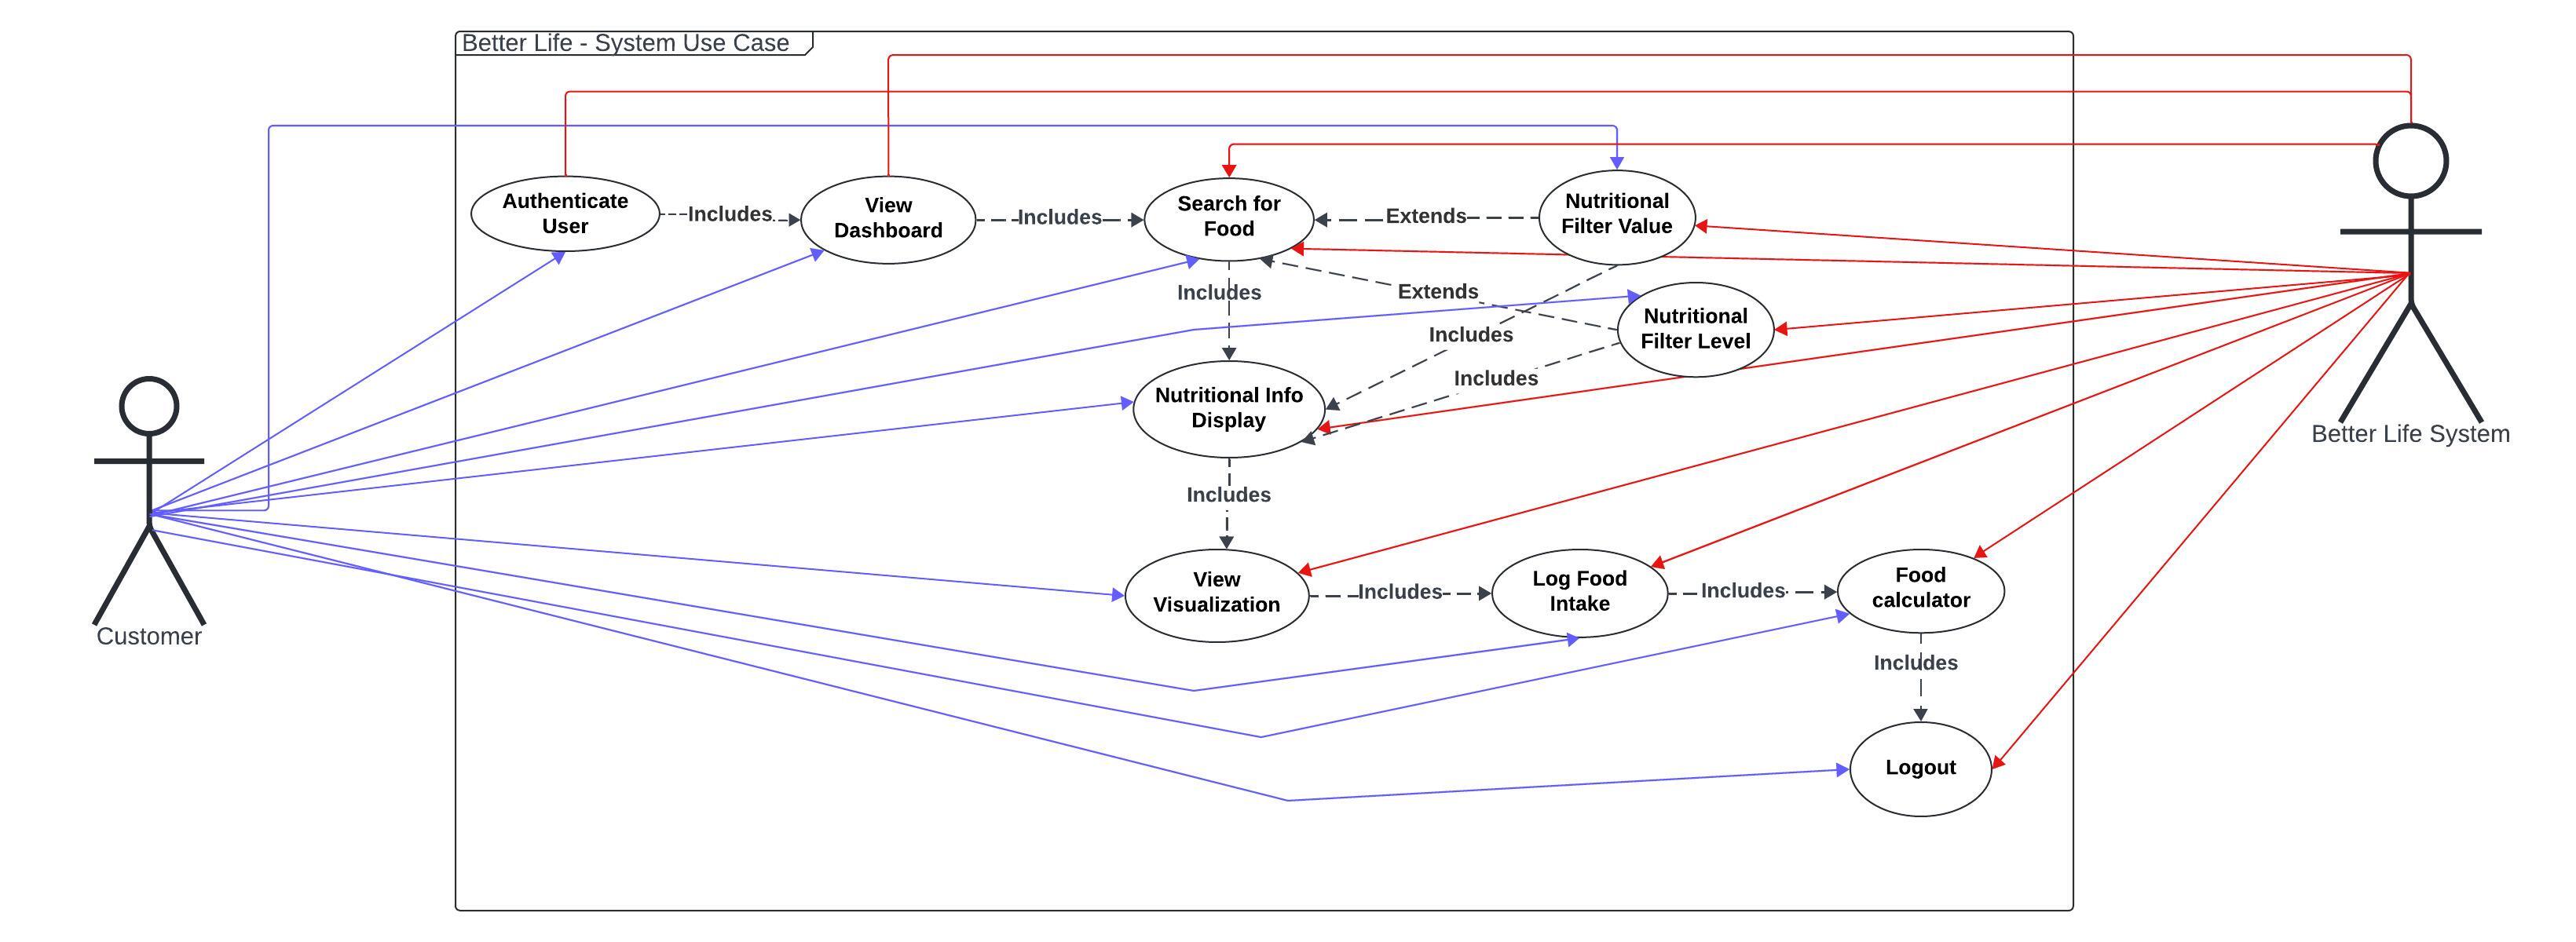 Better Life - System Use Case
Authenticate
User
Includes
View
Dashboard
Includes
Search for
Food
Extends
Nutritional
Filter Value
Includes
Extends
Nutritional
Filter Level
Includes
Includes
Nutritional Info
Display
Includes
View
Visualization
Includes
Log Food
Intake
Includes
Food
calculator
Includes
Logout
Customer
Better Life System